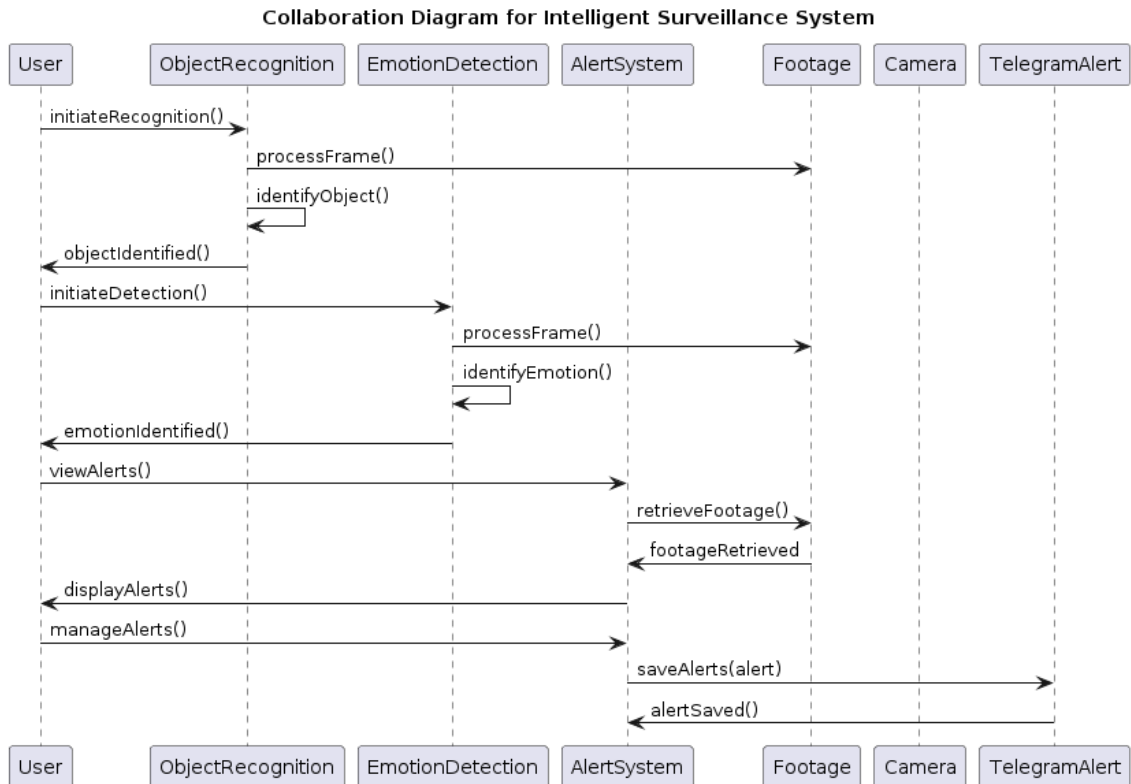 Collaboration Diagram for Intelligent Surveillance System
User ObjectRecognition EmotionDetection AlertSystem Footage Camera TelegramAlert
initiateRecognition()
processFrame()
identifyObject()
objectIdentified()
initiateDetection()
processFrame()
identifyEmotion()
emotionIdentified()
viewAlerts()
retrieveFootage()
footageRetrieved
displayAlerts()
manageAlerts()
saveAlerts(alert)
alertSaved()
User ObjectRecognition EmotionDetection AlertSystem Footage Camera TelegramAlert